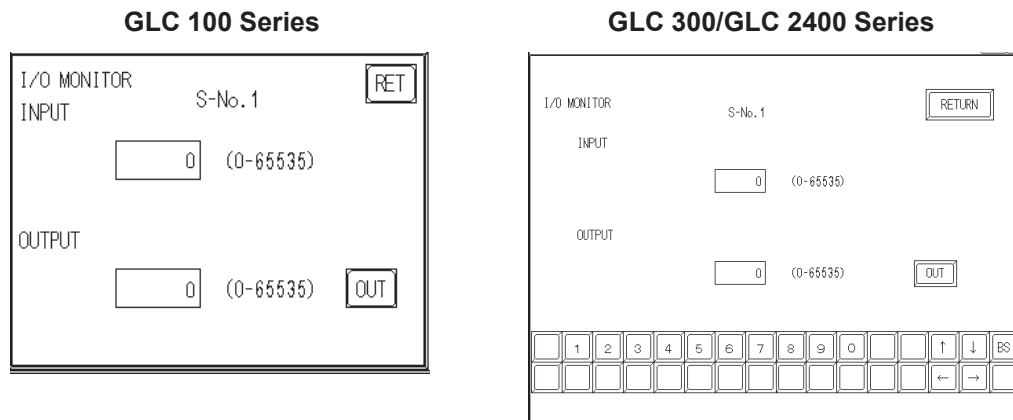 GLC 100 Series
I/O MONITOR
RET
S-No.1
INPUT
0 (0-65535)
OUTPUT
0 (0-65535) OUT
GLC 300/GLC 2400 Series
I/O MONITOR
S-No.1
RETURN
INPUT
0 (0-65535)
OUTPUT
0 (0-65535) OUT
1 2 3 4 5 6 7 8 9 0 ↑ ↓ BS
← →